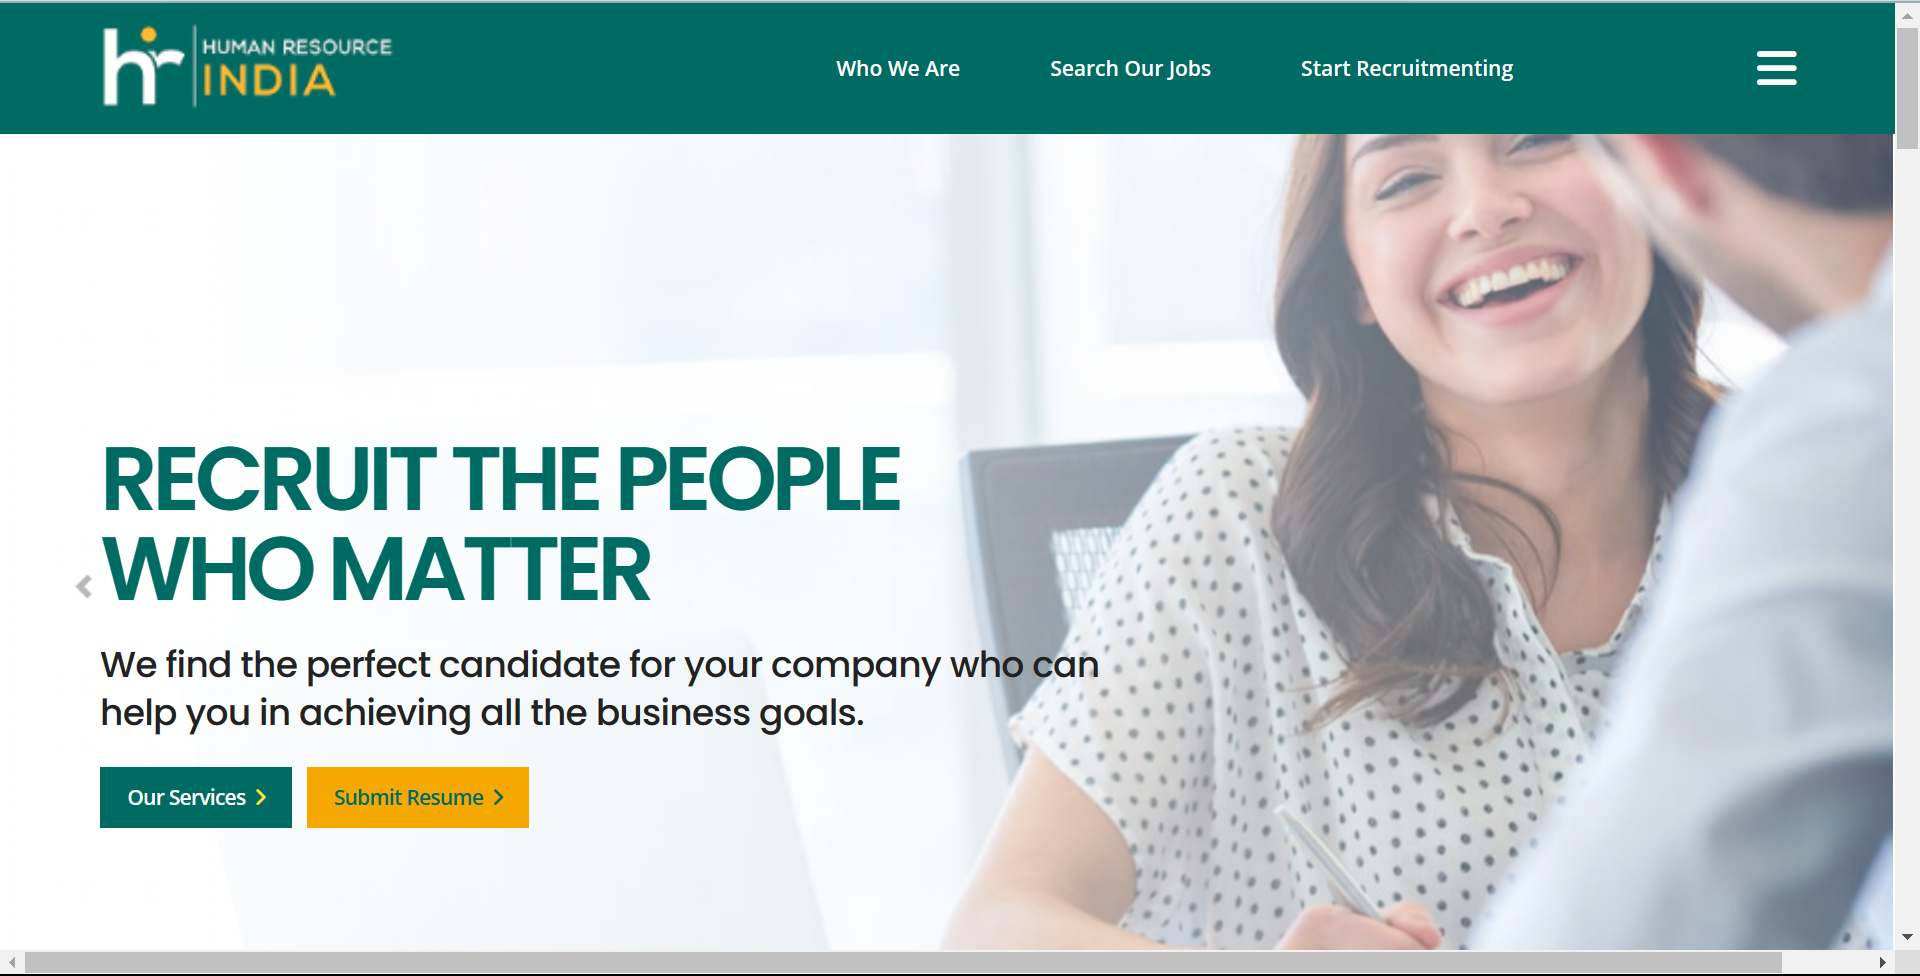 hr HUMAN RESOURCE
INDIA
Who We Are
Search Our Jobs
Start Recruitmenting
RECRUIT THE PEOPLE
WHO MATTER
We find the perfect candidate for your company who can
help you in achieving all the business goals.
Our Services
Submit Resume